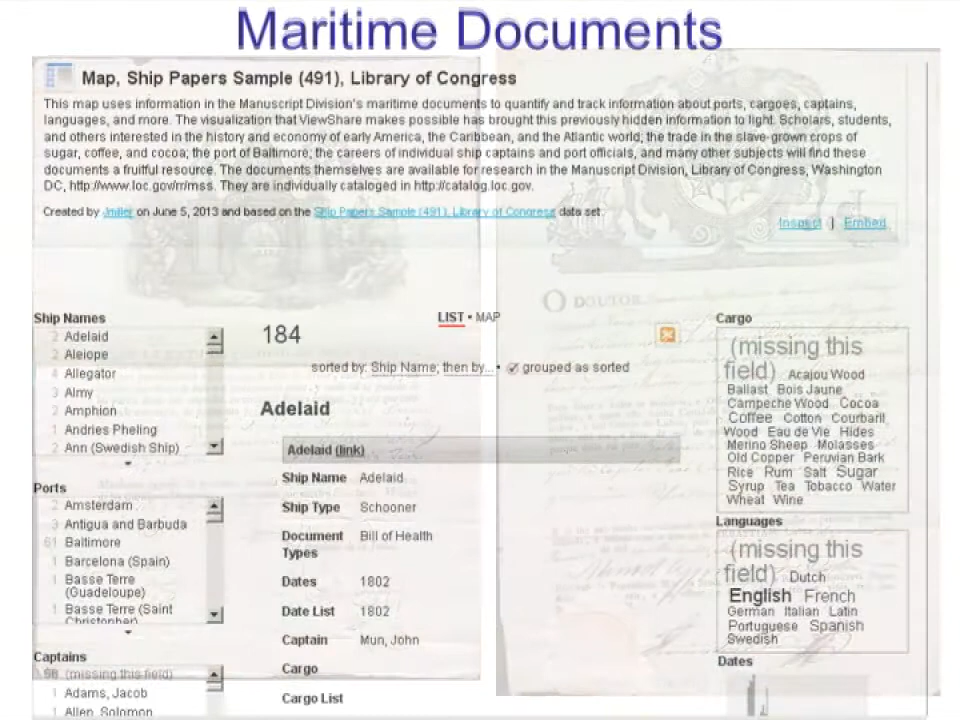 Maritime Documents
Map, Ship Papers Sample (491), Library of Congress
This map uses information in the Manuscript Division's maritime documents to quantify and track information about ports, cargoes, captains,
languages, and more. The visualization that ViewShare makes possible has brought this previously hidden information to light. Scholars, students,
and others interested in the history and economy of early America, the Caribbean, and the Atlantic world; the trade in the slave-grown crops of
sugar, coffee, and cocoa; the port of Baltimore; the careers of individual ship captains and port officials, and many other subjects will find these
documents a fruitful resource. The documents themselves are available for research in the Manuscript Division, Library of Congress, Washington
DC, http://www.loc.gov/rr/mss. They are individually cataloged in http://catalog.loc.gov.
Created by Jmiller on June 5, 2013 and based on the Ship Papers Sample (491), Library of Congress data set.
Inspect | Embed
Ship Names
2 Adelaid
2 Aleiope
4 Allegator
3 Almy
2 Amphion
1 Andries Pheling
2 Ann (Swedish Ship)
Ports
2 Amsterdam
3 Antigua and Barbuda
61 Baltimore
1 Barcelona (Spain)
1 Basse Terre
(Guadeloupe)
1 Basse Terre (Saint
Christopher)
Captains
(missing this field)
1 Adams, Jacob
1 Allen, Solomon
LIST • MAP
184
sorted by: Ship Name; then by... • grouped as sorted
Adelaid
Adelaid (link)
Ship Name Adelaid
Ship Type Schooner
Document Bill of Health
Types
Dates 1802
Date List 1802
Captain Mun, John
Cargo
Cargo List
DOUTOR
Cargo
(missing this
field) Acajou Wood
Ballast Bois Jaune
Campeche Wood Cocoa
Coffee Cotton Courbaril
Wood Eau de Vie Hides
Merino Sheep Molasses
Old Copper Peruvian Bark
Rice Rum Salt Sugar
Syrup Tea Tobacco Water
Wheat Wine
Languages
(missing this
field) Dutch
English French
German Italian Latin
Portuguese Spanish
Swedish
Dates